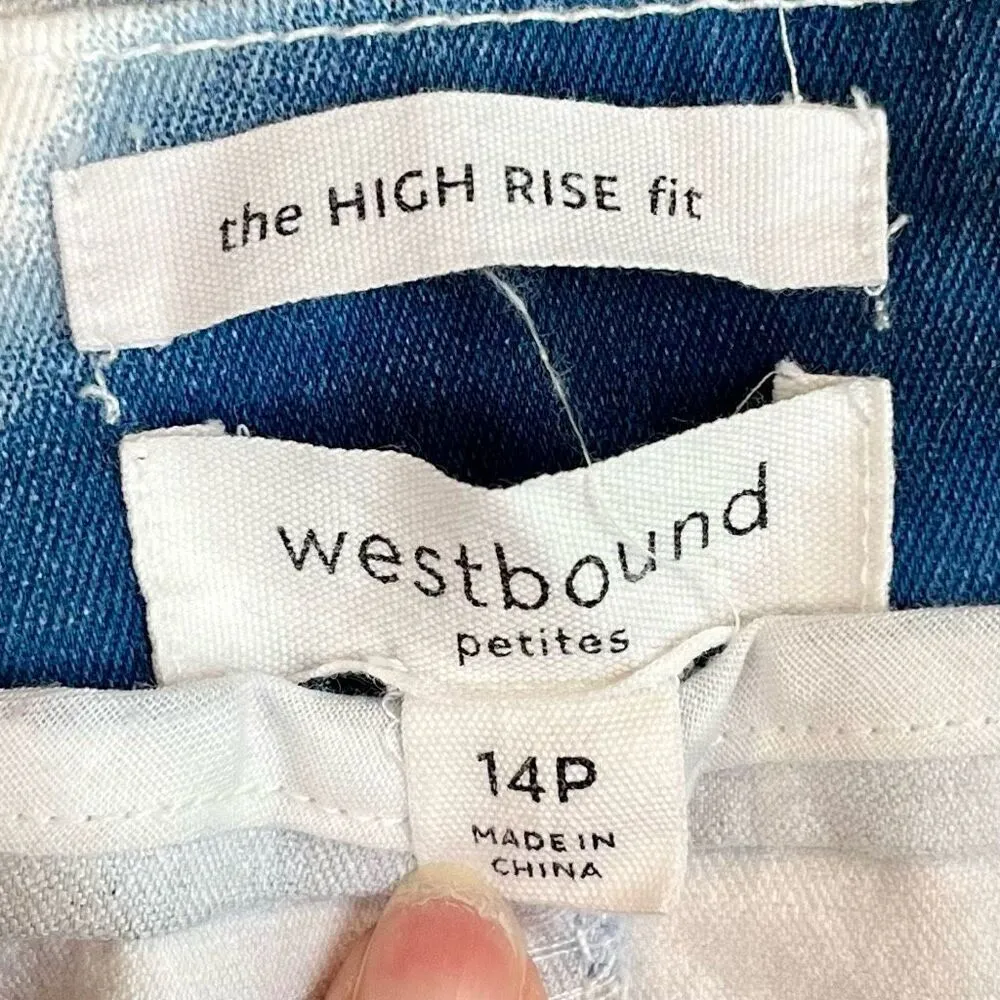 the HIGH RISE fit
westbound
petites
14P
MADE IN
CHINA